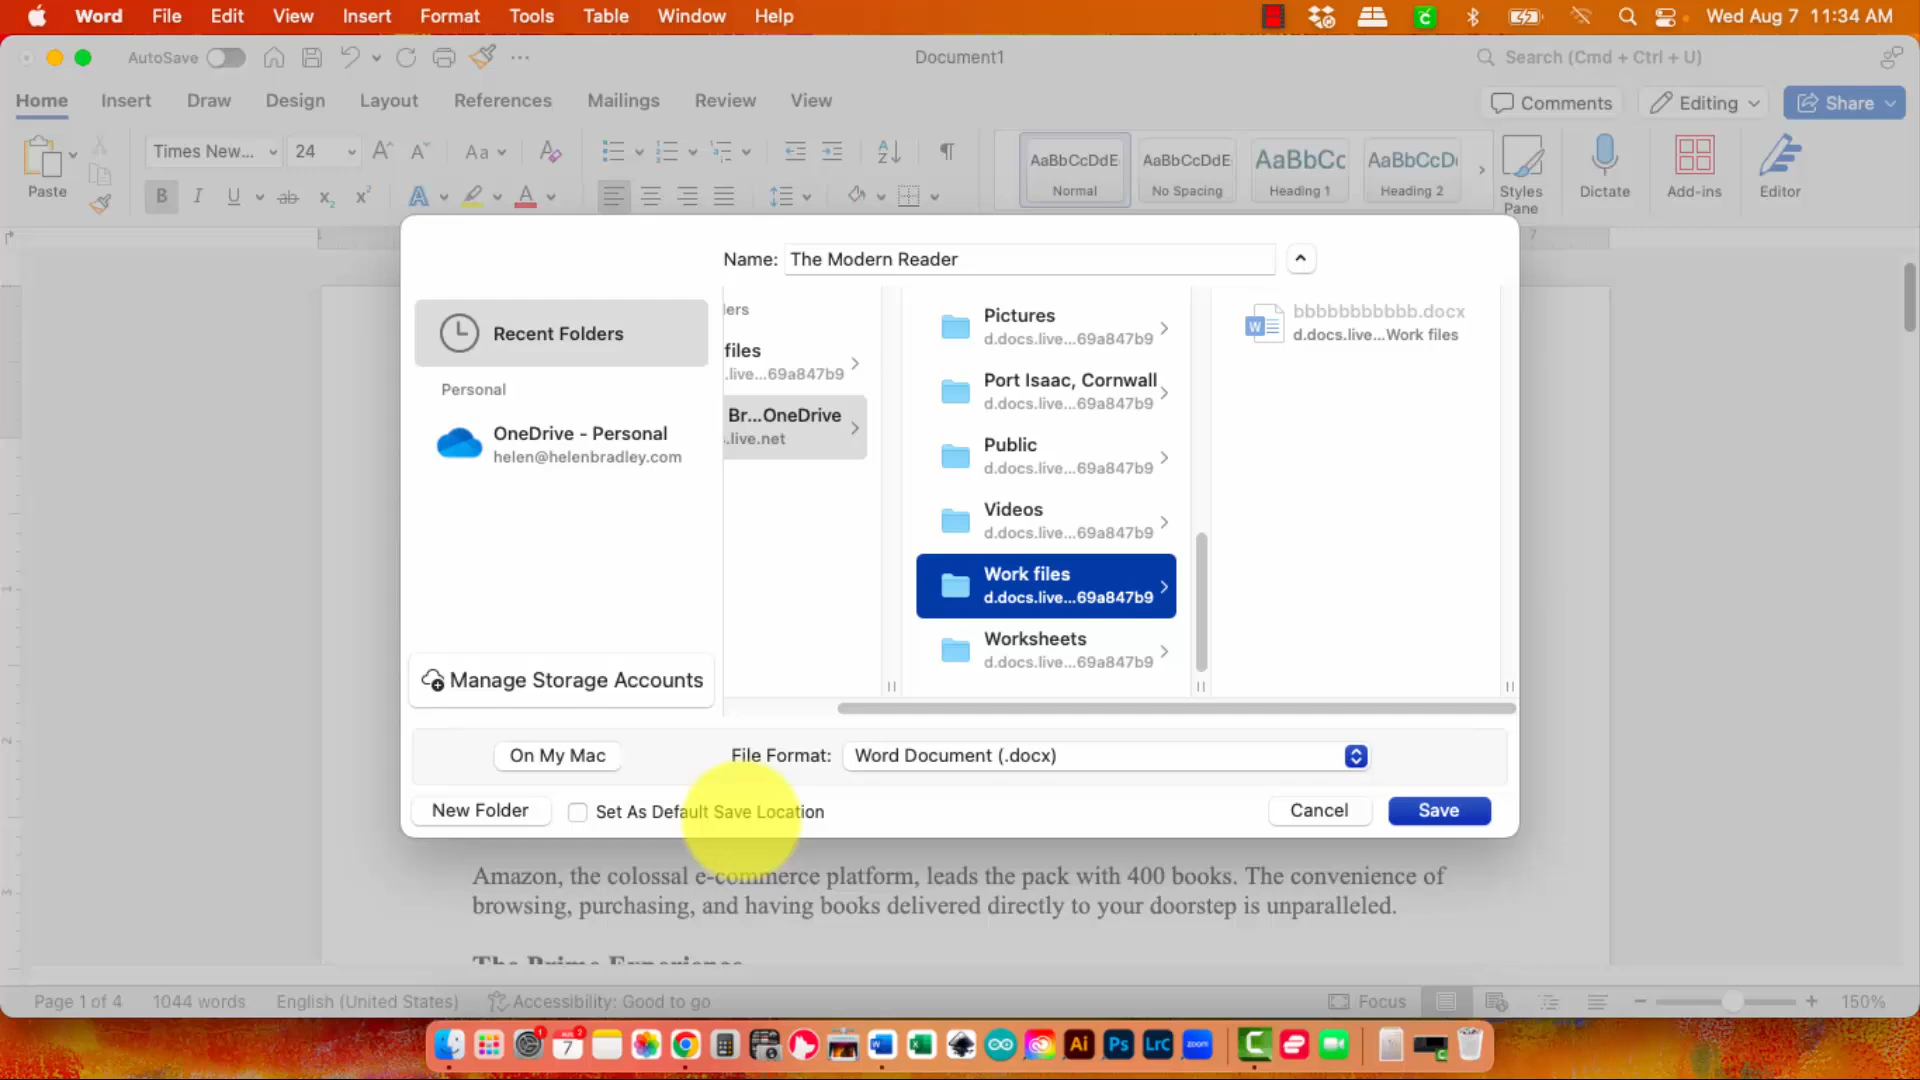 Word File Edit View Insert Format Tools Table Window Help Wed Aug 7 11:34 AM
AutoSave Document1 Search (Cmd + Ctrl + U)
Home Insert Draw Design Layout References Mailings Review View Comments Editing Share
Paste Times New... 24 Aa AaBbCcDdE AaBbCcDdE AaBbCc AaBbCcDc
Normal No Spacing Heading 1 Heading 2 Styles Pane Dictate Add-ins Editor
Name: The Modern Reader
Recent Folders
Personal
OneDrive - Personal
helen@helenbradley.com
Manage Storage Accounts
ders
files
.live...69a847b9
Br...OneDrive
.live.net
Pictures
d.docs.live...69a847b9
Port Isaac, Cornwall
d.docs.live...69a847b9
Public
d.docs.live...69a847b9
Videos
d.docs.live...69a847b9
Work files
d.docs.live...69a847b9
Worksheets
d.docs.live...69a847b9
bbbbbbbbbbb.docx
d.docs.live...Work files
On My Mac File Format: Word Document (.docx)
New Folder Set As Default Save Location Cancel Save
Amazon, the colossal e-commerce platform, leads the pack with 400 books. The convenience of
browsing, purchasing, and having books delivered directly to your doorstep is unparalleled.
The Prime Experience
Page 1 of 4 1044 words English (United States) Accessibility: Good to go Focus 150%